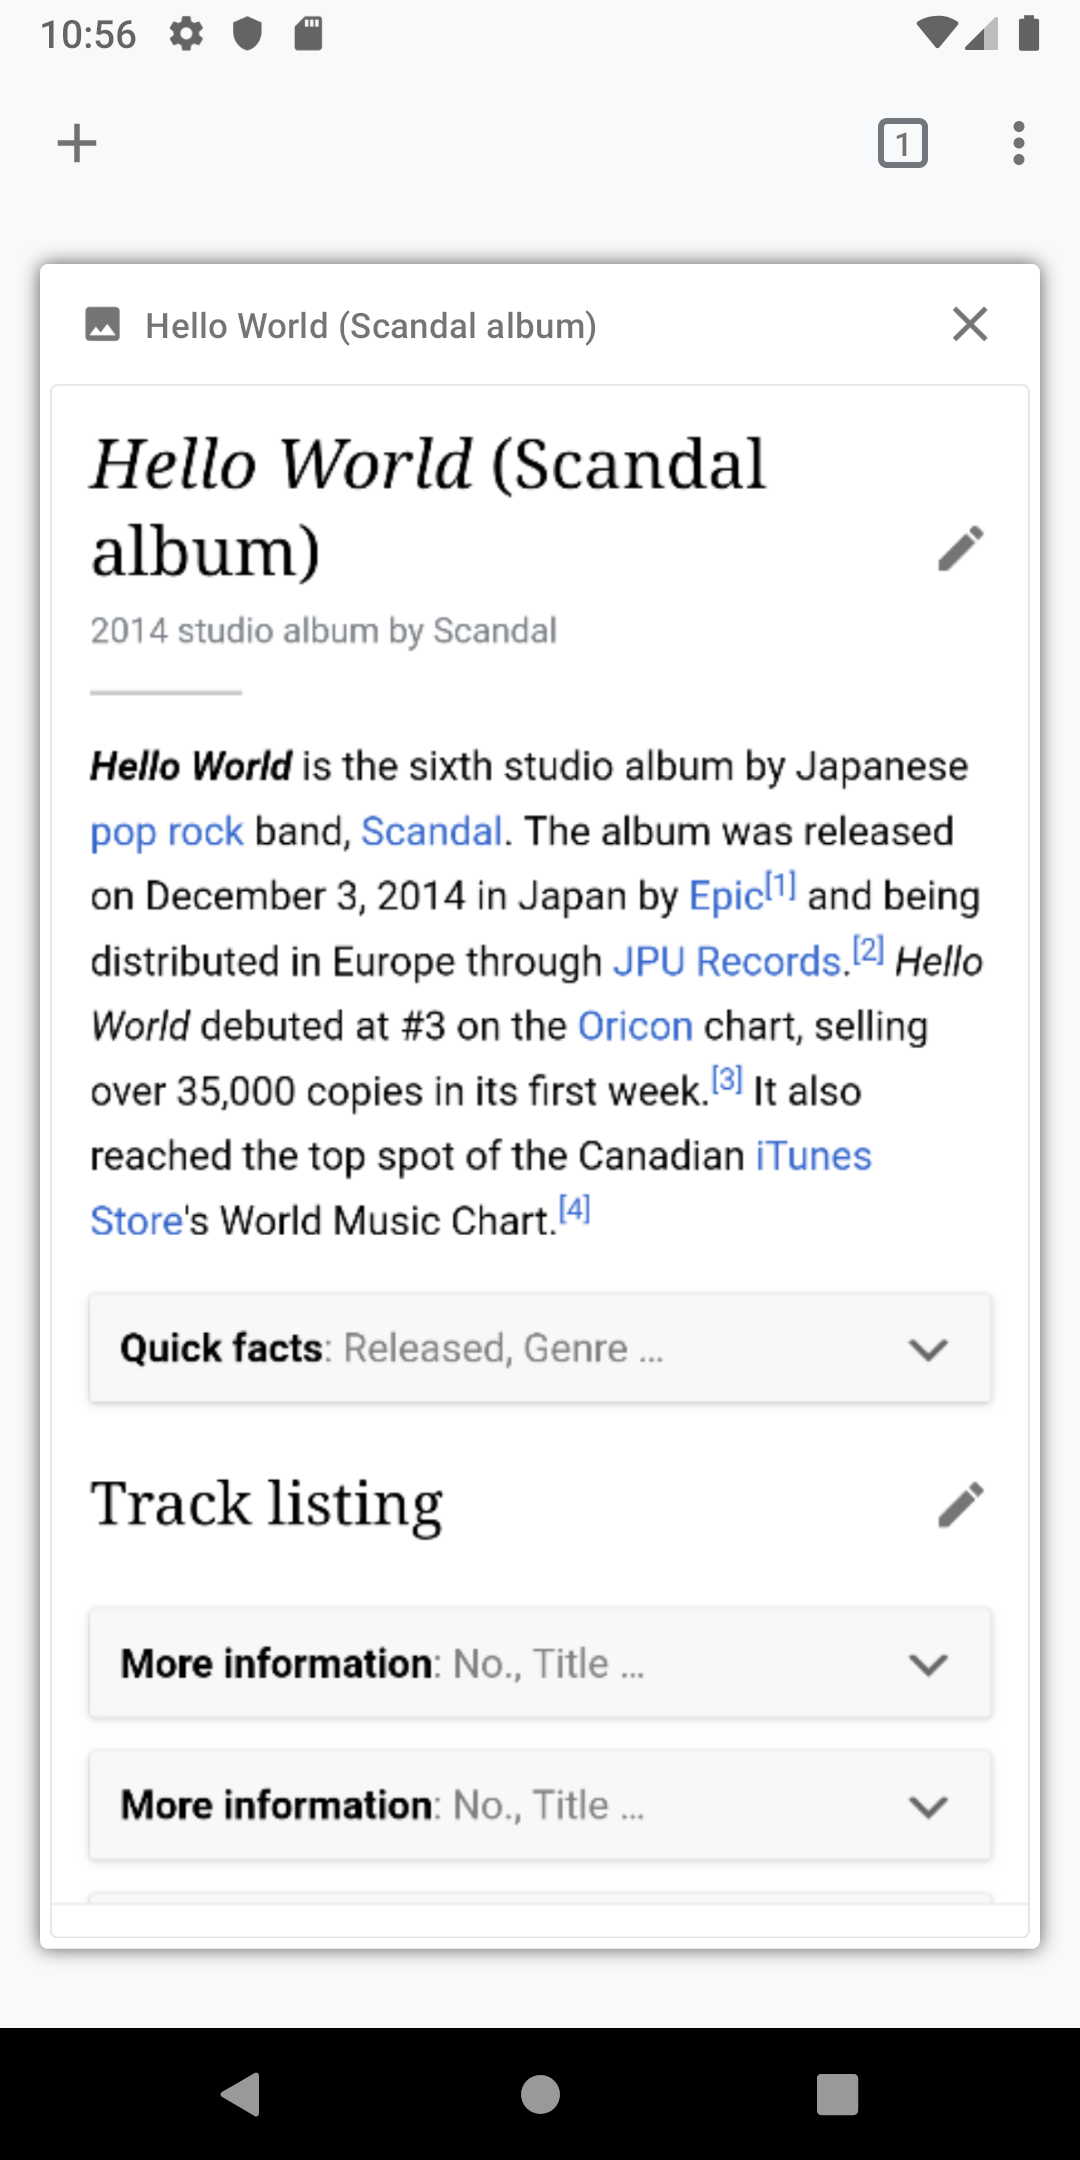 10:56
1
Hello World (Scandal album)
Hello World (Scandal
album)
2014 studio album by Scandal
Hello World is the sixth studio album by Japanese
pop rock band, Scandal. The album was released
on December 3, 2014 in Japan by Epic[1] and being
distributed in Europe through JPU Records.[2] Hello
World debuted at #3 on the Oricon chart, selling
over 35,000 copies in its first week.[3] It also
reached the top spot of the Canadian iTunes
Store's World Music Chart.[4]
Quick facts: Released, Genre ...
Track listing
More information: No., Title ...
More information: No., Title ...